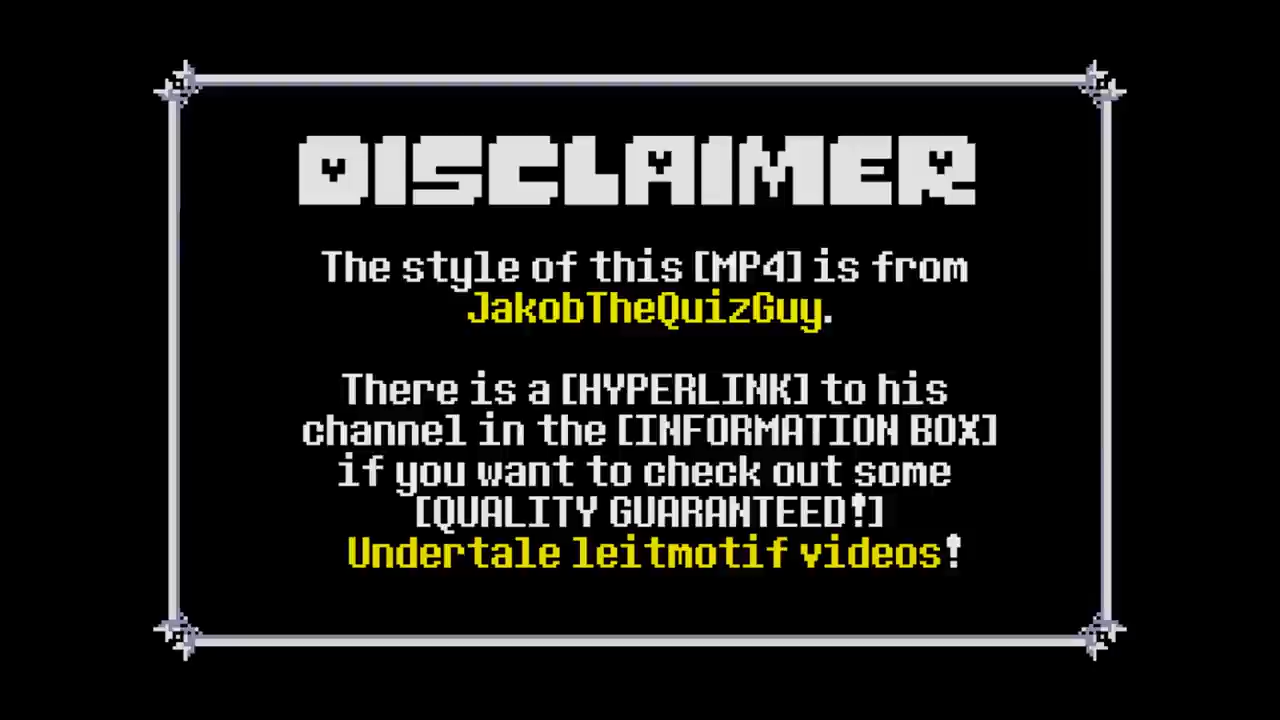 DISCLAIMER
The style of this [MP4] is from
JakobTheQuizGuy.
There is a [HYPERLINK] to his
channel in the [INFORMATION BOX]
if you want to check out some
[QUALITY GUARANTEED!]
Undertale leitmotif videos!